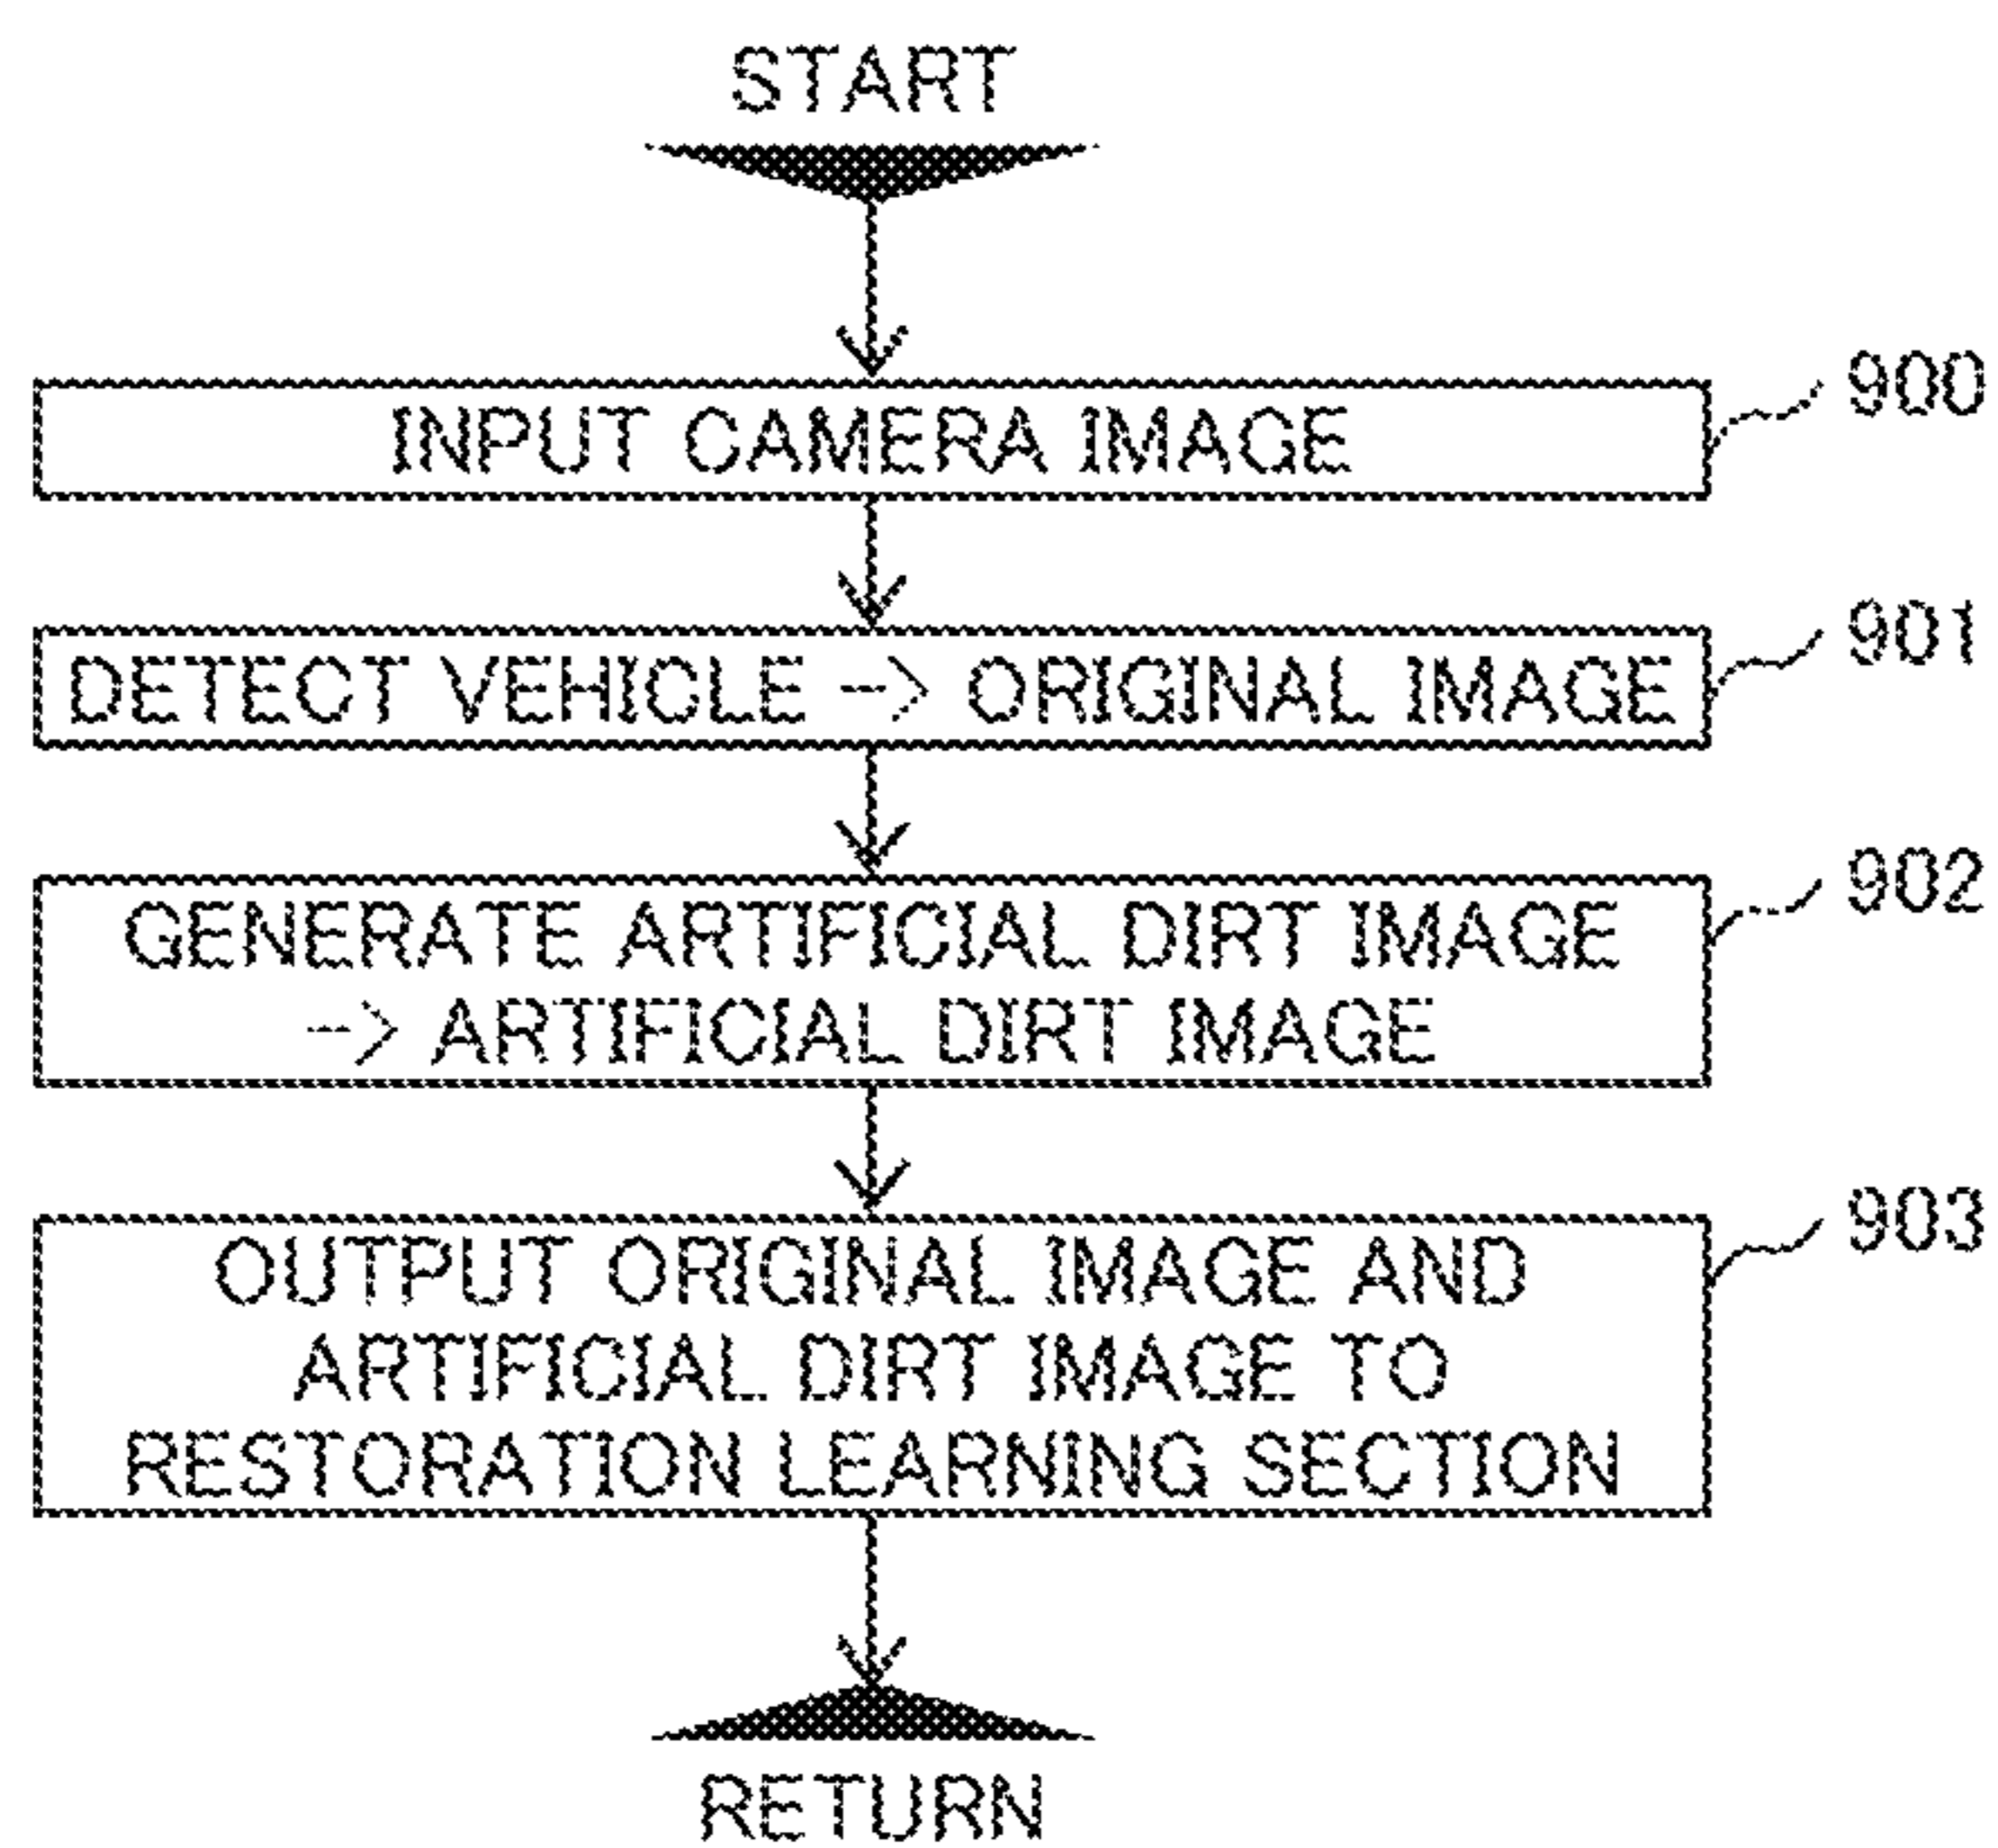 START
INPUT CAMERA IMAGE
900
DETECT VEHICLE -> ORIGINAL IMAGE
901
GENERATE ARTIFICIAL DIRT IMAGE
-> ARTIFICIAL DIRT IMAGE
902
OUTPUT ORIGINAL IMAGE AND
ARTIFICIAL DIRT IMAGE TO
RESTORATION LEARNING SECTION
903
RETURN